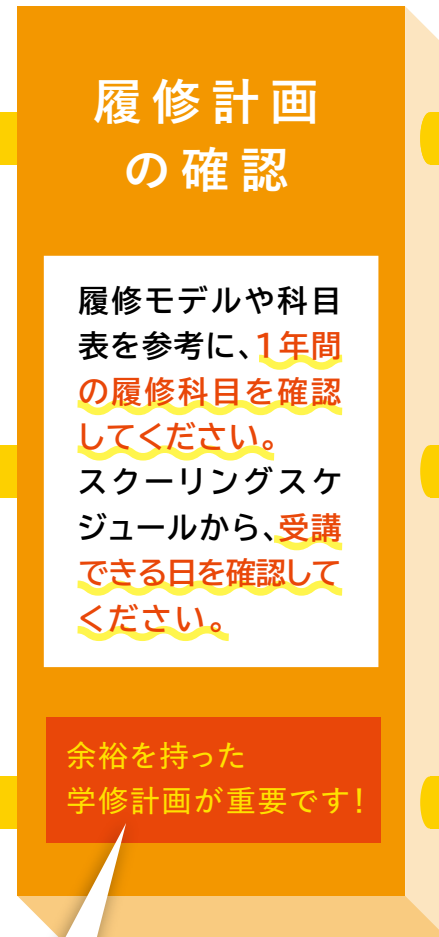 履修計画
の確認
履修モデルや科目
表を参考に、1年間
の履修科目を確認
してください。
スクーリングスケ
ジュールから、受講
できる日を確認して
ください。
余裕を持った
学修計画が重要です!